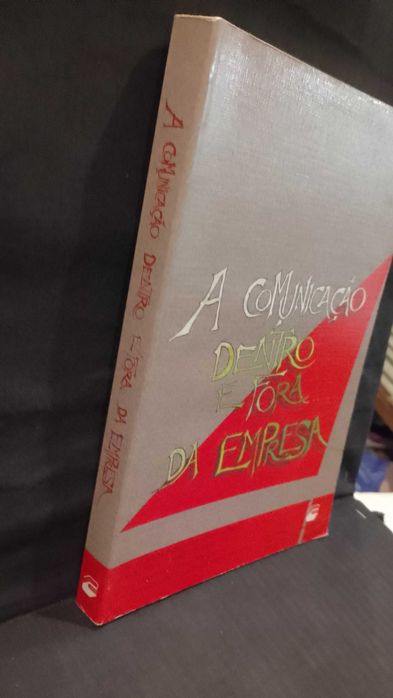 A COMUNICAÇÃO DENTRO E FORA DA EMPRESA
A COMUNICAÇÃO
DENTRO
E FORA
DA EMPRESA